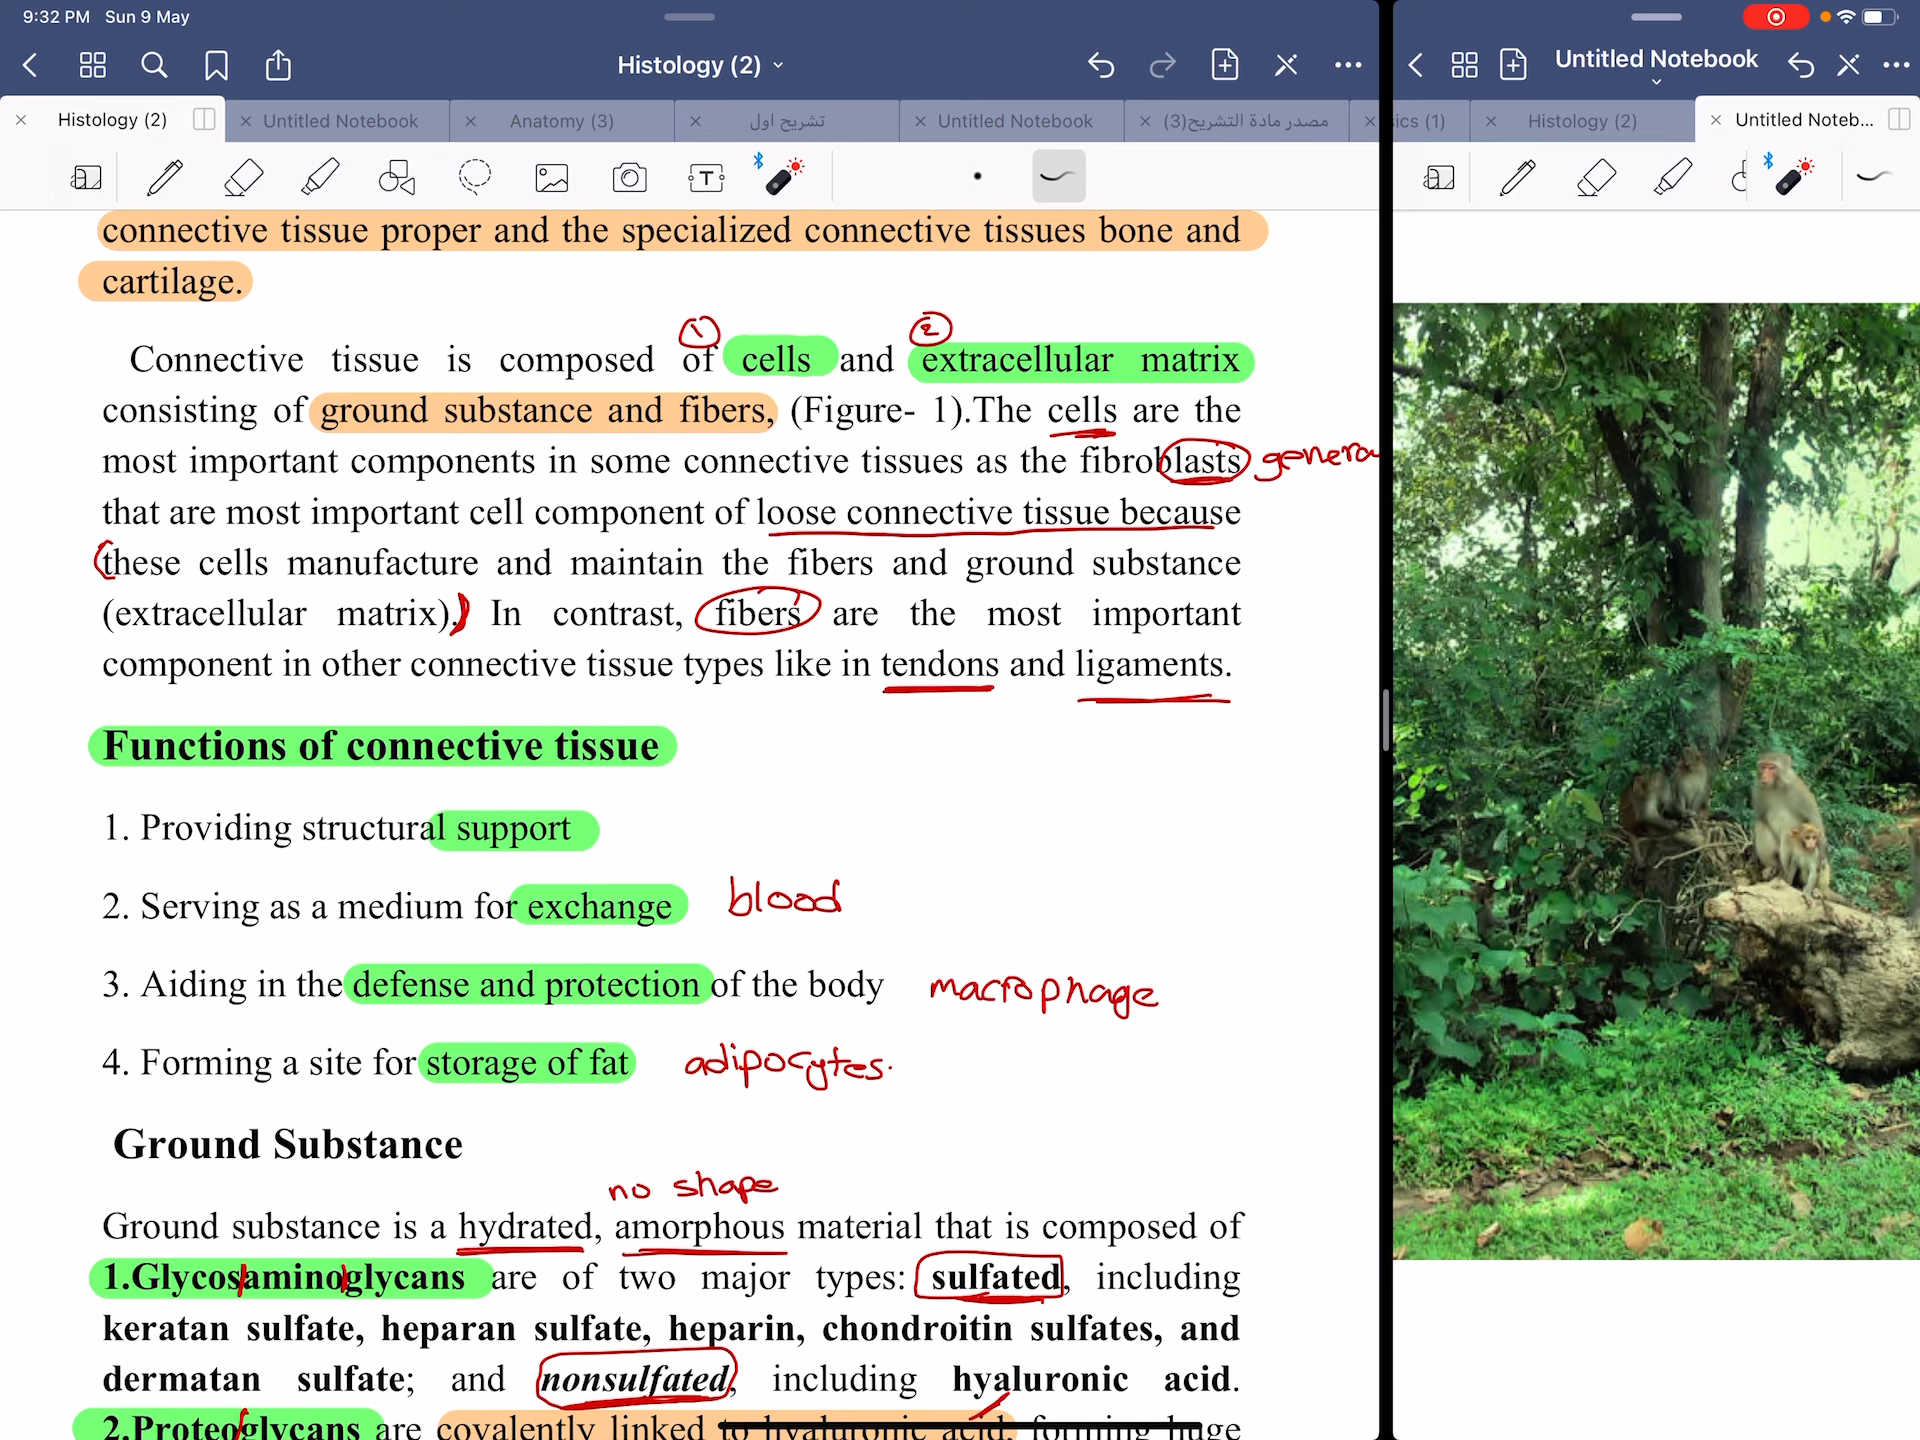 9:32 PM Sun 9 May
Histology (2)
Untitled Notebook
Histology (2)
Untitled Notebook
Anatomy (3)
تشريح اول
Untitled Notebook
مصدر مادة التشريح(3)
ics (1)
Histology (2)
Untitled Noteb...
connective tissue proper and the specialized connective tissues bone and
cartilage.
1 2
Connective tissue is composed of cells and extracellular matrix
consisting of ground substance and fibers, (Figure- 1).The cells are the
most important components in some connective tissues as the fibroblasts genera
that are most important cell component of loose connective tissue because
(these cells manufacture and maintain the fibers and ground substance
(extracellular matrix).) In contrast, fibers are the most important
component in other connective tissue types like in tendons and ligaments.
Functions of connective tissue
1. Providing structural support
2. Serving as a medium for exchange blood
3. Aiding in the defense and protection of the body macrophage
4. Forming a site for storage of fat adipocytes.
Ground Substance
no shape
Ground substance is a hydrated, amorphous material that is composed of
1.Glycosaminoglycans are of two major types: sulfated, including
keratan sulfate, heparan sulfate, heparin, chondroitin sulfates, and
dermatan sulfate; and nonsulfated, including hyaluronic acid.
2.Proteoglycans are covalently linked to hyaluronic acid, forming huge